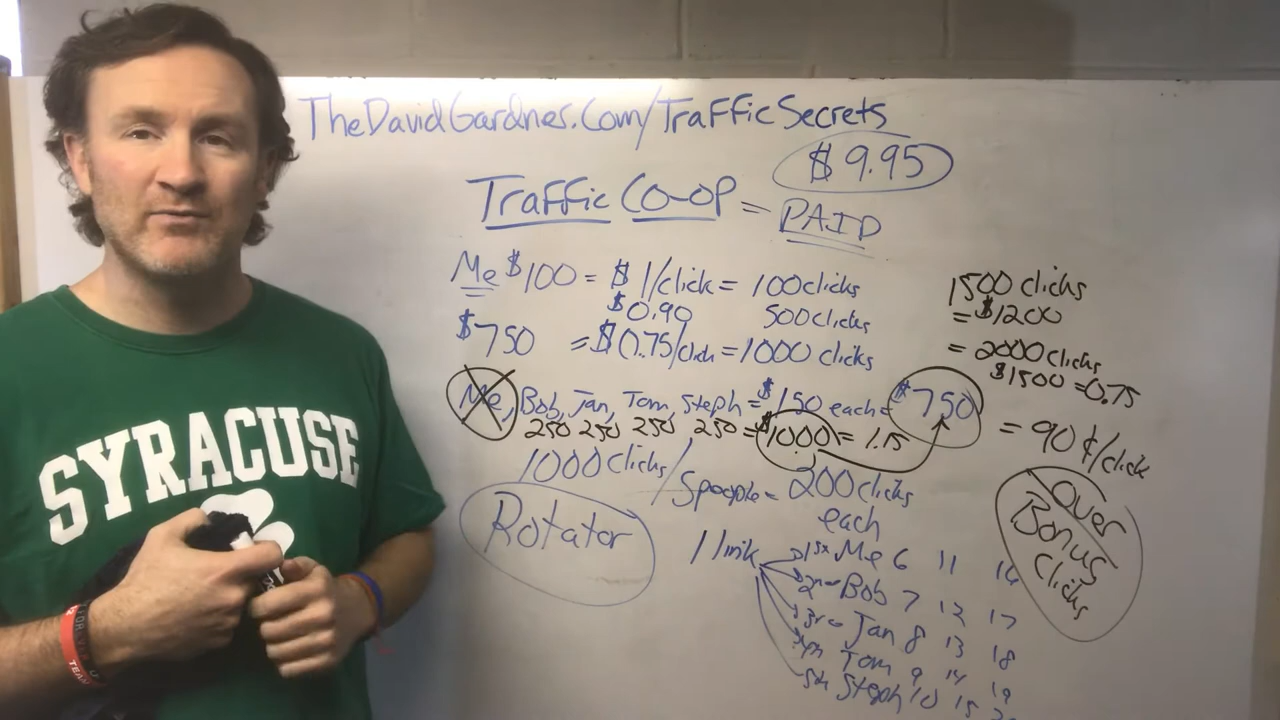 TheDavidGardner.Com/TrafficSecrets
$9.95
Traffic Co-op = PAID
Me $100 = $1/click = 100 clicks
$0.90 500 clicks
$750 = $0.75/click = 1000 clicks
1500 clicks
= $1200
= 2000 clicks
$1500 = 0.75
Me, Bob, Jan, Tom, Steph = $150 each = $750
250 250 250 250 = $1000 = 1.15
= 90¢/click
1000 clicks/5 people = 200 clicks
each
Rotator
1 link
1st Me 6 11 16
2nd Bob 7 12 17
3rd Jan 8 13 18
4th Tom 9 14 19
5th Steph 10 15
Over
Bonus
Clicks
SYRACUSE
TEAM